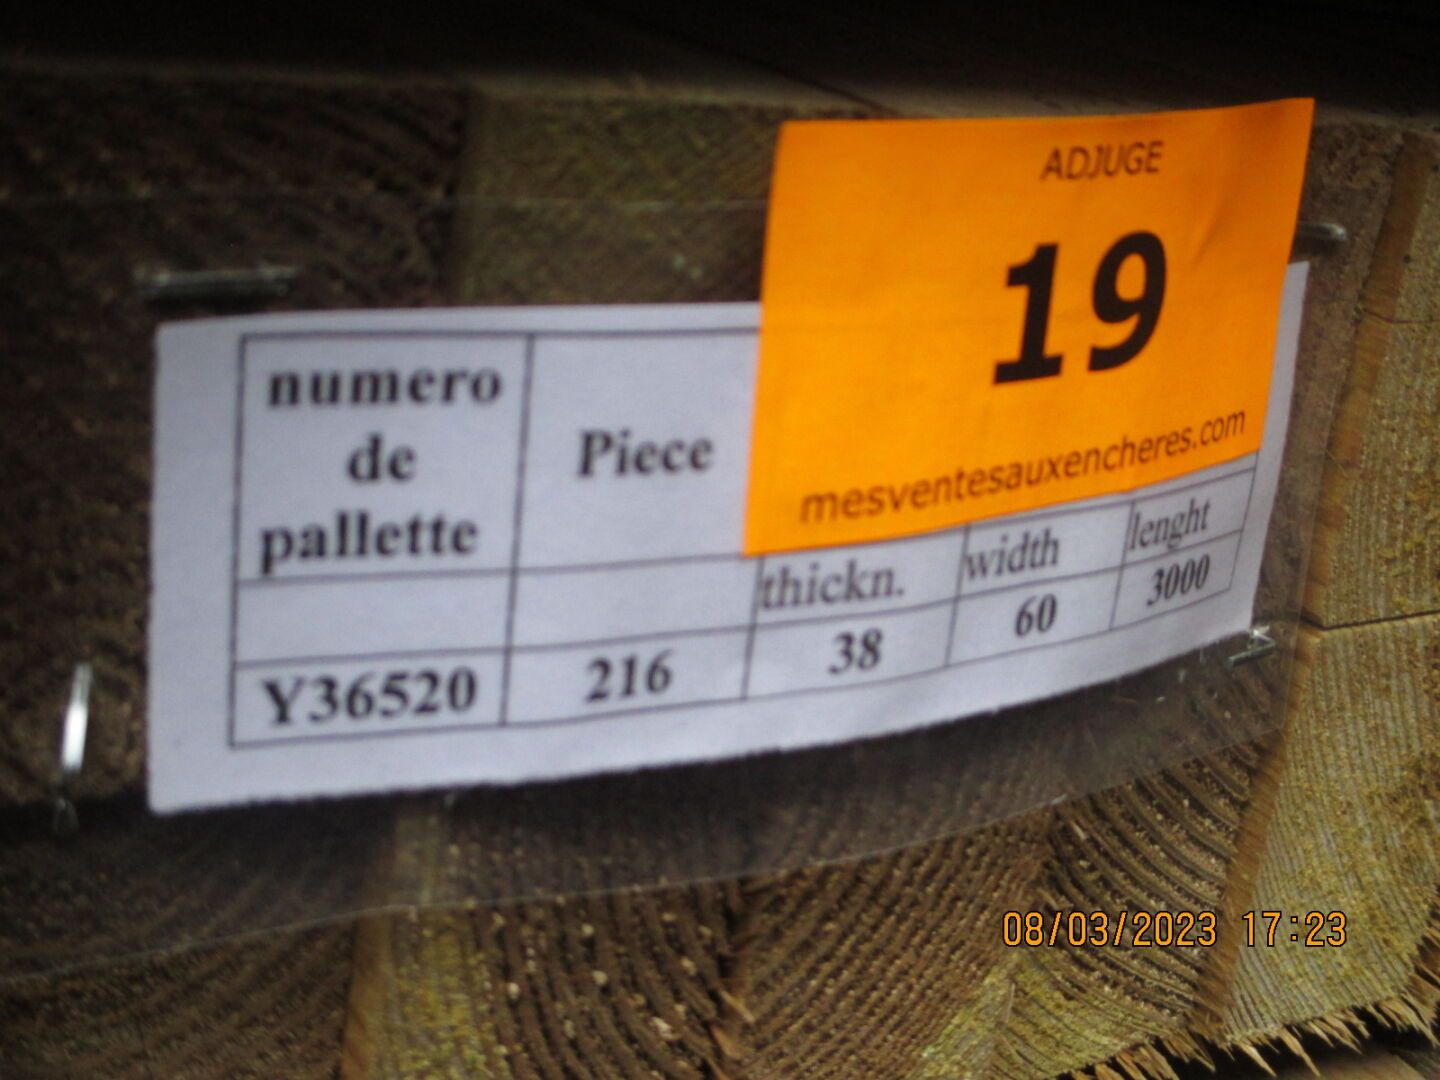 ADJUGE
19
mesventesauxencheres.com
numero
de
pallette
Piece
thickn. width lenght
Y36520 216 38 60 3000
08/03/2023 17:23